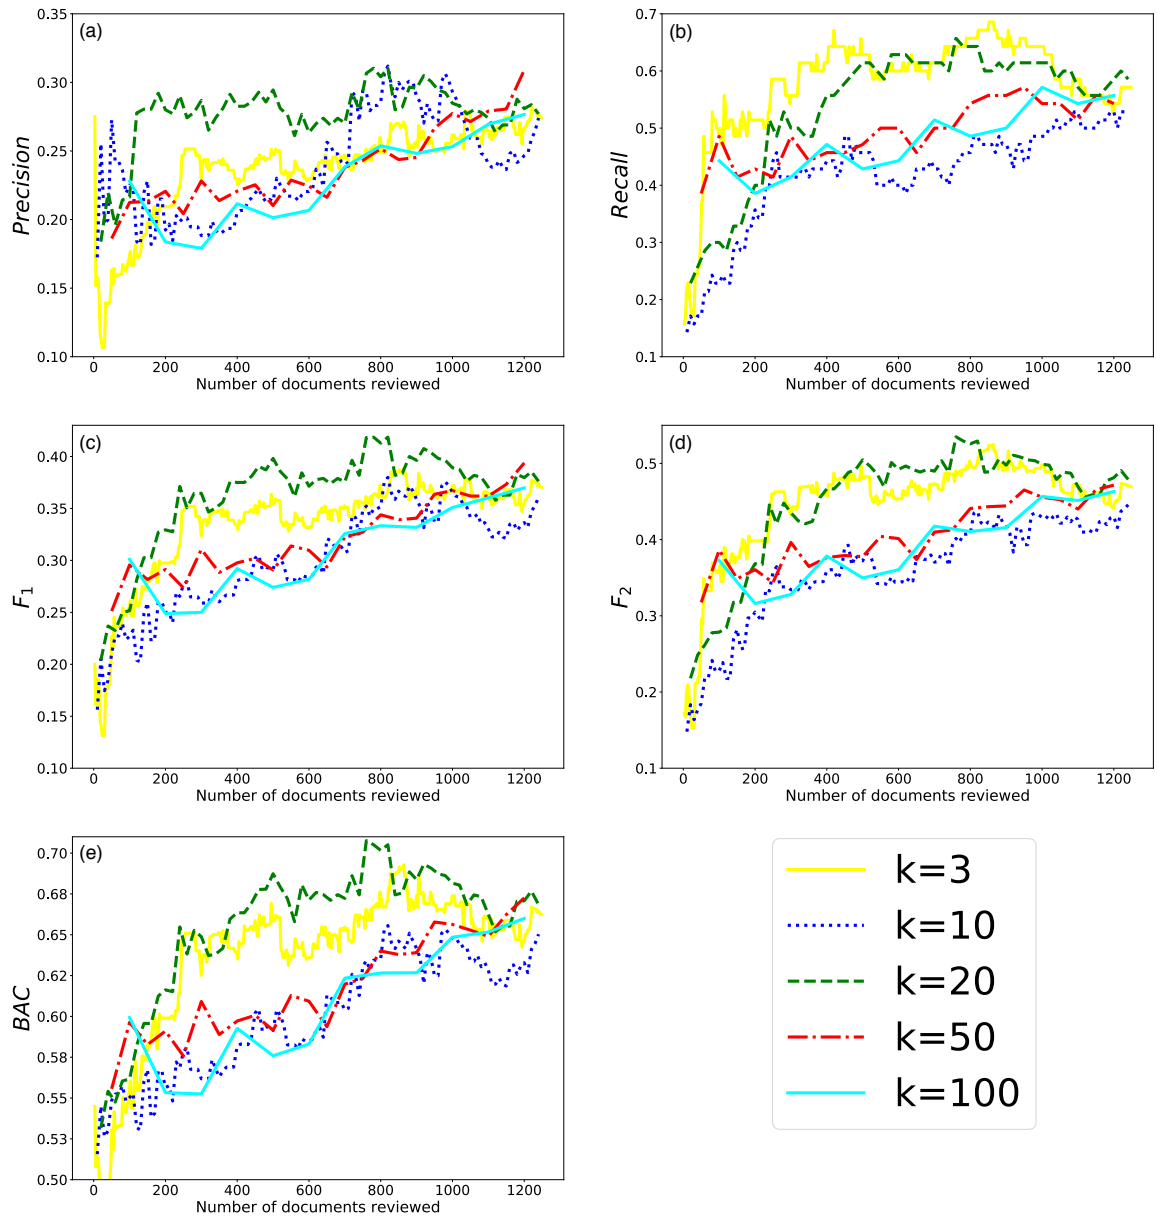 (a)
0.35
0.30
0.25
0.20
0.15
0.10
Precision
0 200 400 600 800 1000 1200
Number of documents reviewed
(b)
0.7
0.6
0.5
0.4
0.3
0.2
0.1
Recall
0 200 400 600 800 1000 1200
Number of documents reviewed
(c)
0.40
0.35
0.30
0.25
0.20
0.15
0.10
F1
0 200 400 600 800 1000 1200
Number of documents reviewed
(d)
0.5
0.4
0.3
0.2
0.1
F2
0 200 400 600 800 1000 1200
Number of documents reviewed
(e)
0.70
0.68
0.65
0.62
0.60
0.58
0.55
0.53
0.50
BAC
0 200 400 600 800 1000 1200
Number of documents reviewed
k=3
k=10
k=20
k=50
k=100